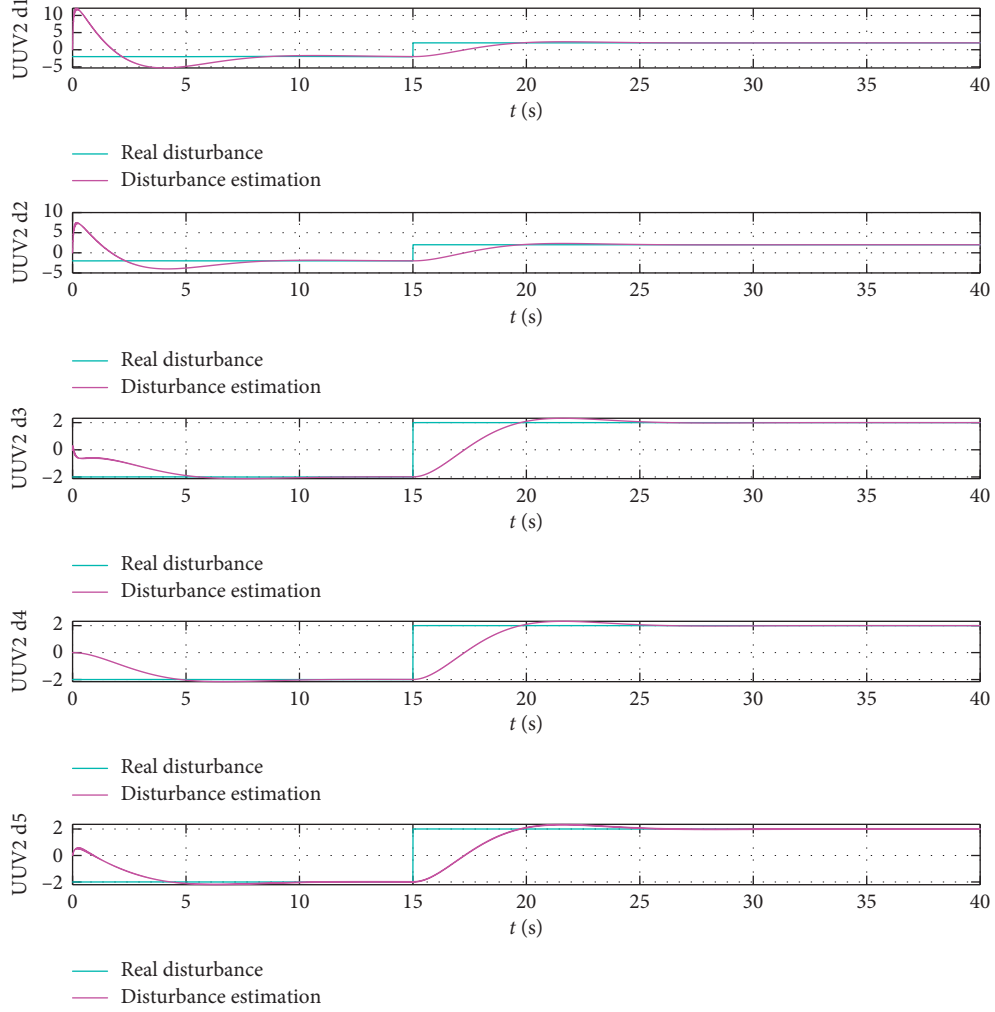 UUV2 d1
10
5
0
−5
0 5 10 15 20 25 30 35 40
t (s)
Real disturbance
Disturbance estimation
UUV2 d2
10
5
0
−5
0 5 10 15 20 25 30 35 40
t (s)
Real disturbance
Disturbance estimation
UUV2 d3
2
0
−2
0 5 10 15 20 25 30 35 40
t (s)
Real disturbance
Disturbance estimation
UUV2 d4
2
0
−2
0 5 10 15 20 25 30 35 40
t (s)
Real disturbance
Disturbance estimation
UUV2 d5
2
0
−2
0 5 10 15 20 25 30 35 40
t (s)
Real disturbance
Disturbance estimation